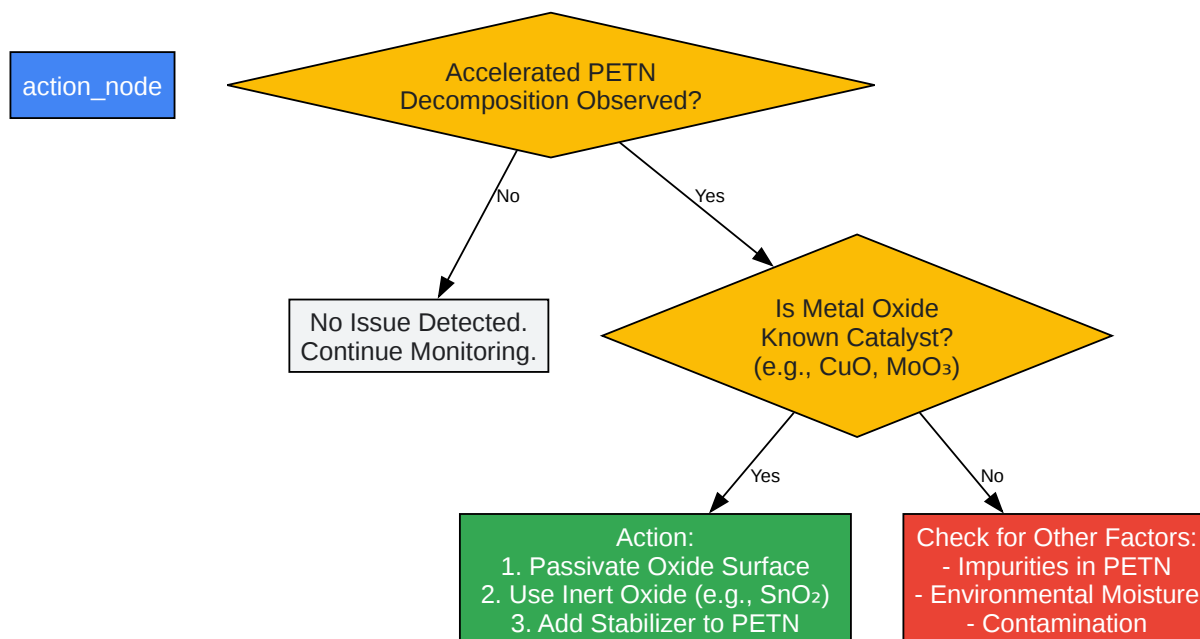 action_node
Accelerated PETN
Decomposition Observed?
No
Yes
No Issue Detected.
Continue Monitoring.
Is Metal Oxide
Known Catalyst?
(e.g., CuO, MoO₃)
Yes
No
Action:
1. Passivate Oxide Surface
2. Use Inert Oxide (e.g., SnO₂)
3. Add Stabilizer to PETN
Check for Other Factors:
- Impurities in PETN
- Environmental Moisture
- Contamination